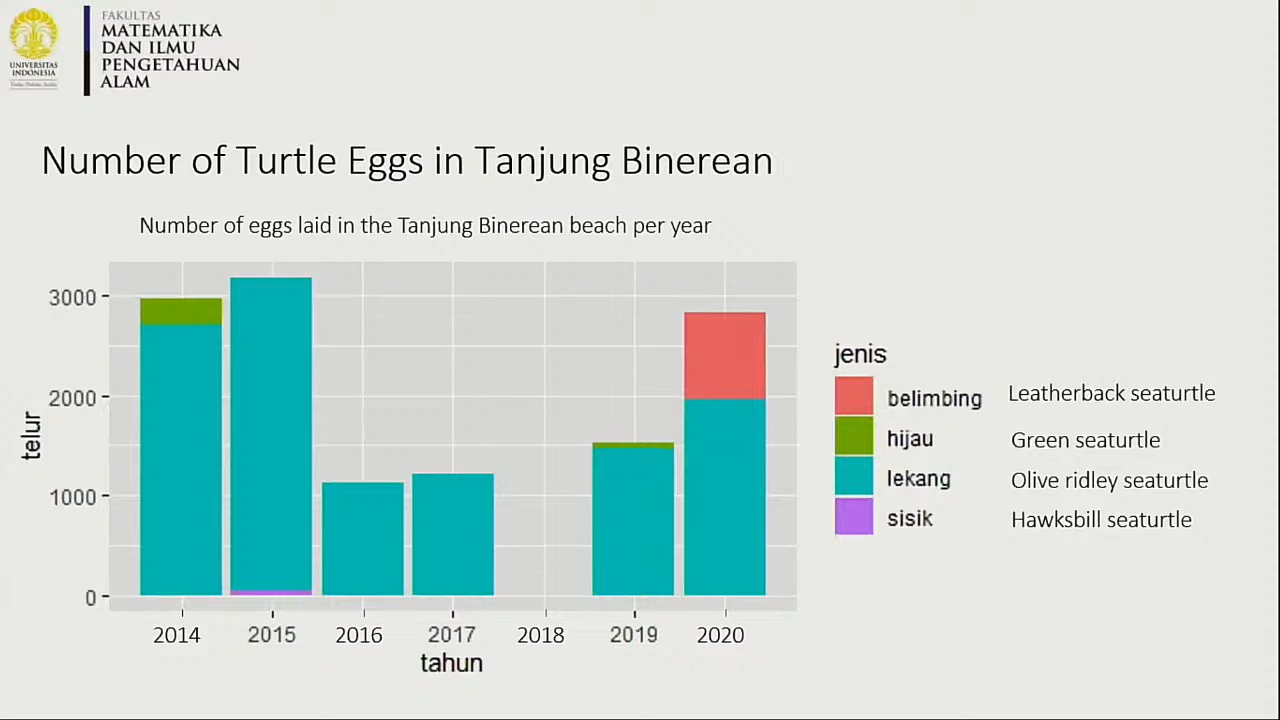 FAKULTAS
MATEMATIKA
DAN ILMU
PENGETAHUAN
ALAM
UNIVERSITAS
INDONESIA
Number of Turtle Eggs in Tanjung Binerean
Number of eggs laid in the Tanjung Binerean beach per year
telur
3000
2000
1000
0
2014 2015 2016 2017 2018 2019 2020
tahun
jenis
belimbing Leatherback seaturtle
hijau Green seaturtle
lekang Olive ridley seaturtle
sisik Hawksbill seaturtle